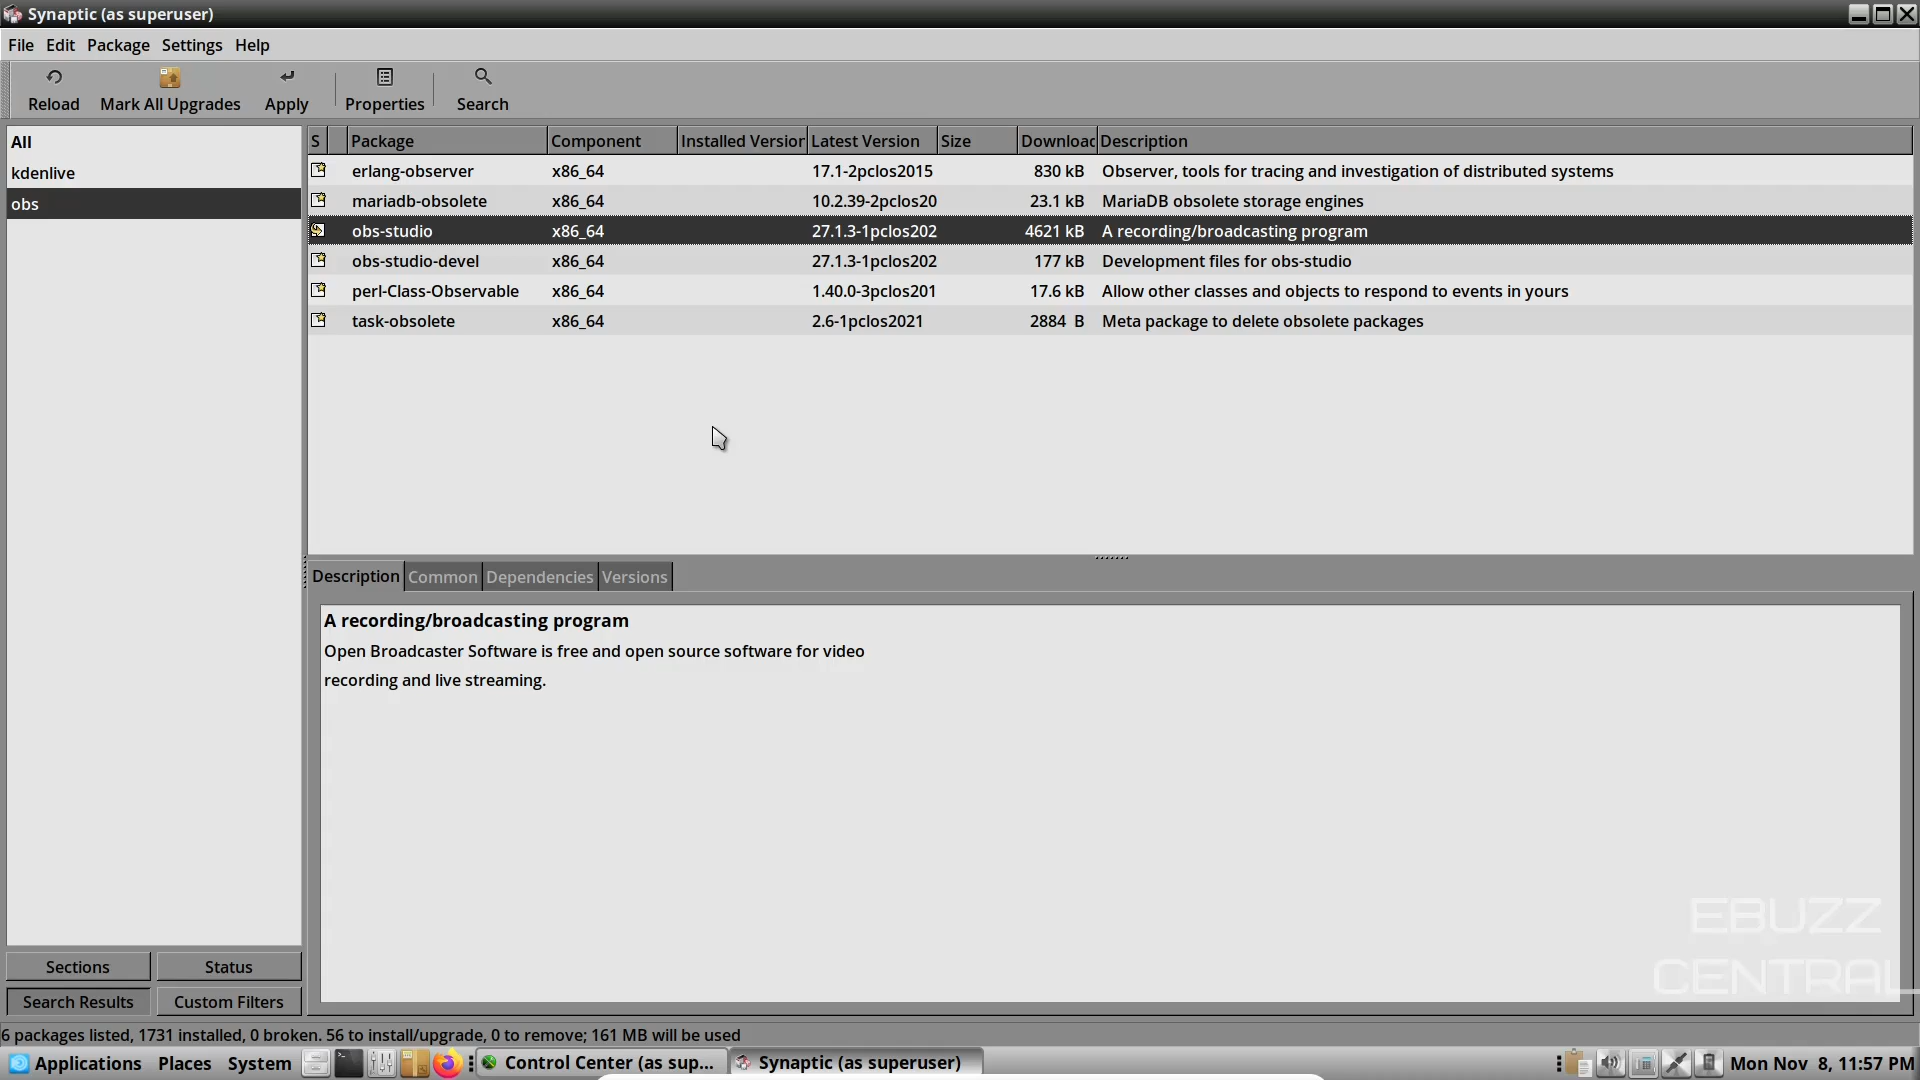 Synaptic (as superuser)
File Edit Package Settings Help
Reload Mark All Upgrades Apply Properties Search
All
kdenlive
obs
S Package Component Installed Version Latest Version Size Downloac Description
erlang-observer x86_64 17.1-2pclos2015 830 kB Observer, tools for tracing and investigation of distributed systems
mariadb-obsolete x86_64 10.2.39-2pclos20 23.1 kB MariaDB obsolete storage engines
obs-studio x86_64 27.1.3-1pclos202 4621 kB A recording/broadcasting program
obs-studio-devel x86_64 27.1.3-1pclos202 177 kB Development files for obs-studio
perl-Class-Observable x86_64 1.40.0-3pclos201 17.6 kB Allow other classes and objects to respond to events in yours
task-obsolete x86_64 2.6-1pclos2021 2884 B Meta package to delete obsolete packages
Description Common Dependencies Versions
A recording/broadcasting program
Open Broadcaster Software is free and open source software for video
recording and live streaming.
EBUZZ
CENTRAL
Sections Status
Search Results Custom Filters
6 packages listed, 1731 installed, 0 broken. 56 to install/upgrade, 0 to remove; 161 MB will be used
Applications Places System Control Center (as sup... Synaptic (as superuser) Mon Nov 8, 11:57 PM